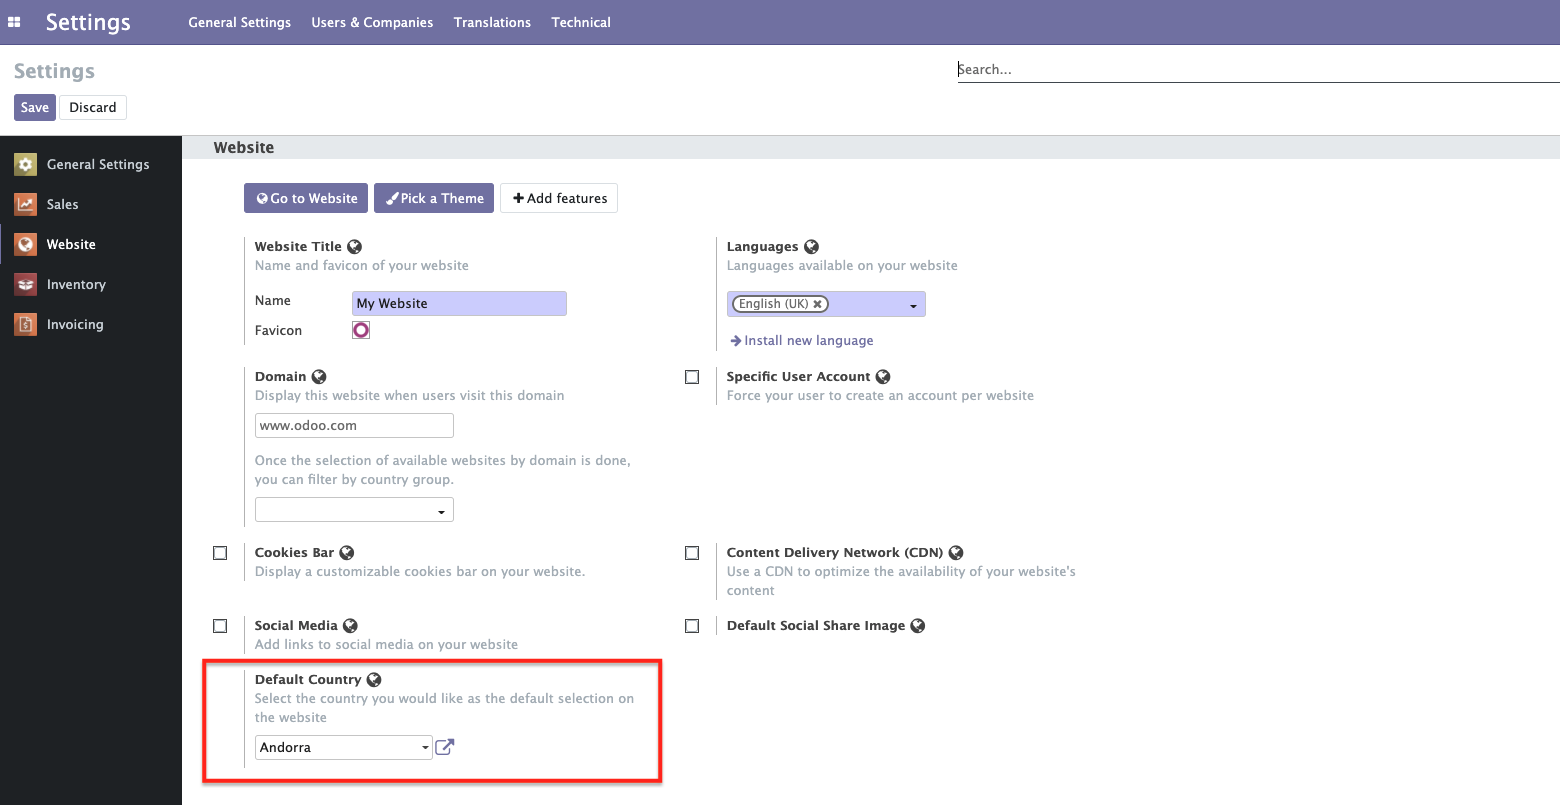 Settings
General Settings
Users & Companies
Translations
Technical
Settings
Search...
Save
Discard
General Settings
Sales
Website
Inventory
Invoicing
Website
Go to Website
Pick a Theme
Add features
Website Title
Name and favicon of your website
Name
My Website
Favicon
Languages
Languages available on your website
English (UK)
Install new language
Domain
Display this website when users visit this domain
www.odoo.com
Once the selection of available websites by domain is done,
you can filter by country group.
Specific User Account
Force your user to create an account per website
Cookies Bar
Display a customizable cookies bar on your website.
Content Delivery Network (CDN)
Use a CDN to optimize the availability of your website's
content
Social Media
Add links to social media on your website
Default Social Share Image
Default Country
Select the country you would like as the default selection on
the website
Andorra